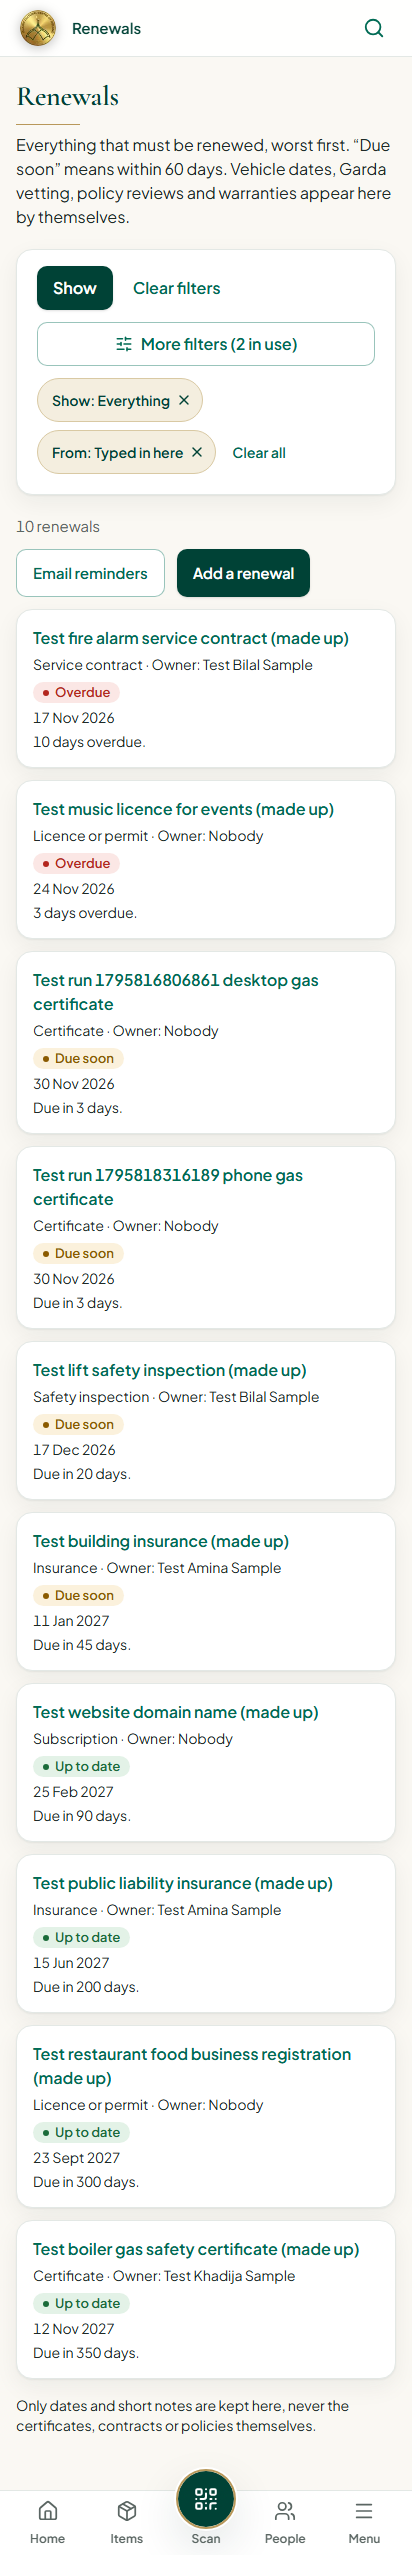 Renewals
Renewals
Everything that must be renewed, worst first. “Due
soon” means within 60 days. Vehicle dates, Garda
vetting, policy reviews and warranties appear here
by themselves.
Show
Clear filters
More filters (2 in use)
Show: Everything ×
From: Typed in here ×
Clear all
10 renewals
Email reminders
Add a renewal
Test fire alarm service contract (made up)
Service contract · Owner: Test Bilal Sample
Overdue
17 Nov 2026
10 days overdue.
Test music licence for events (made up)
Licence or permit · Owner: Nobody
Overdue
24 Nov 2026
3 days overdue.
Test run 1795816806861 desktop gas
certificate
Certificate · Owner: Nobody
Due soon
30 Nov 2026
Due in 3 days.
Test run 1795818316189 phone gas
certificate
Certificate · Owner: Nobody
Due soon
30 Nov 2026
Due in 3 days.
Test lift safety inspection (made up)
Safety inspection · Owner: Test Bilal Sample
Due soon
17 Dec 2026
Due in 20 days.
Test building insurance (made up)
Insurance · Owner: Test Amina Sample
Due soon
11 Jan 2027
Due in 45 days.
Test website domain name (made up)
Subscription · Owner: Nobody
Up to date
25 Feb 2027
Due in 90 days.
Test public liability insurance (made up)
Insurance · Owner: Test Amina Sample
Up to date
15 Jun 2027
Due in 200 days.
Test restaurant food business registration
(made up)
Licence or permit · Owner: Nobody
Up to date
23 Sept 2027
Due in 300 days.
Test boiler gas safety certificate (made up)
Certificate · Owner: Test Khadija Sample
Up to date
12 Nov 2027
Due in 350 days.
Only dates and short notes are kept here, never the
certificates, contracts or policies themselves.
Home
Items
Scan
People
Menu